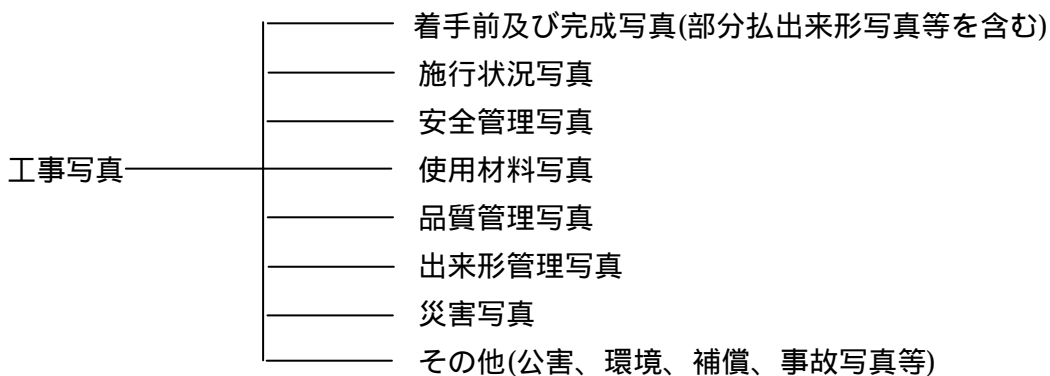 着手前及び完成写真(部分払出来形写真等を含む)
施行状況写真
安全管理写真
工事写真
使用材料写真
品質管理写真
出来形管理写真
災害写真
その他(公害、環境、補償、事故写真等)